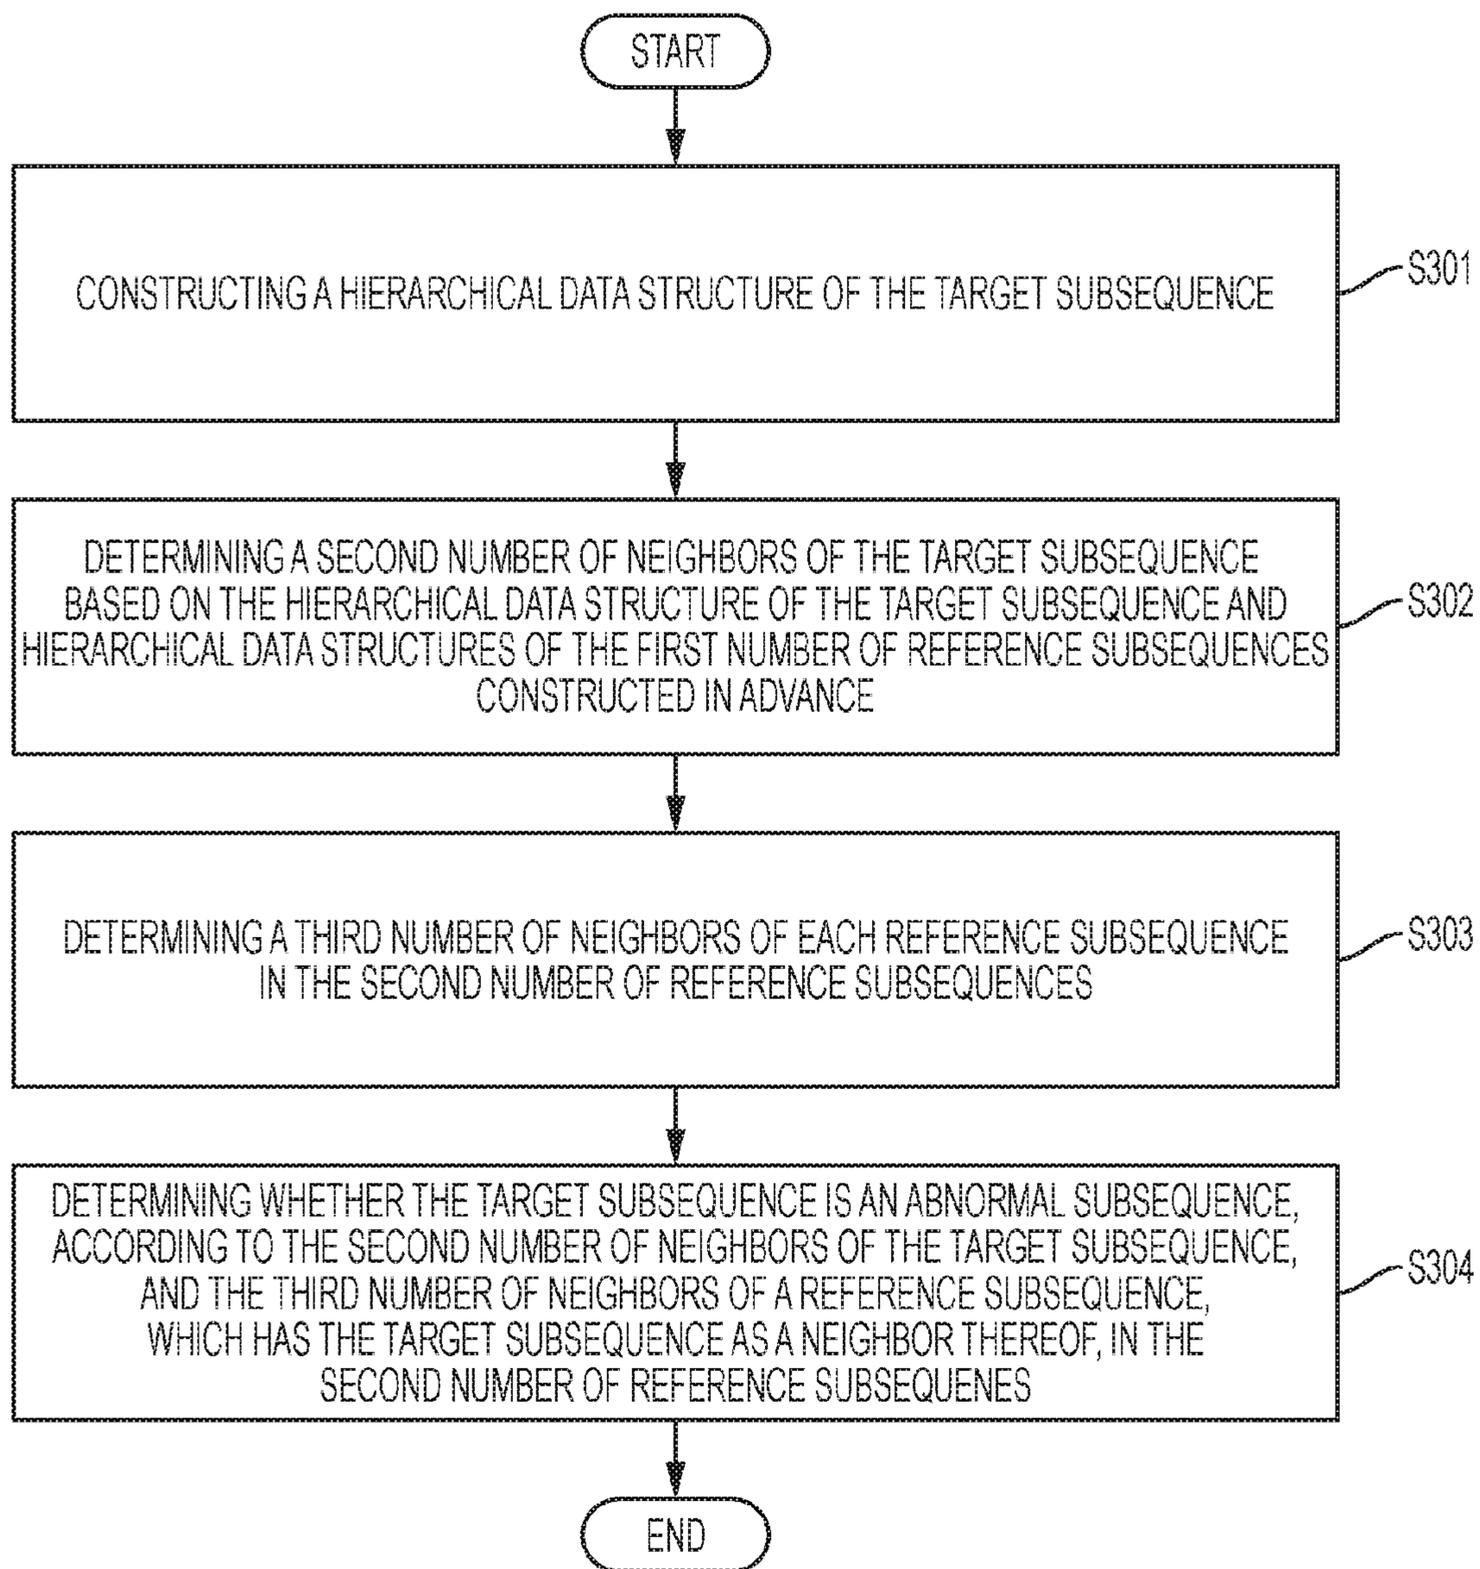 START
CONSTRUCTING A HIERARCHICAL DATA STRUCTURE OF THE TARGET SUBSEQUENCE
S301
DETERMINING A SECOND NUMBER OF NEIGHBORS OF THE TARGET SUBSEQUENCE
BASED ON THE HIERARCHICAL DATA STRUCTURE OF THE TARGET SUBSEQUENCE AND
HIERARCHICAL DATA STRUCTURES OF THE FIRST NUMBER OF REFERENCE SUBSEQUENCES
CONSTRUCTED IN ADVANCE
S302
DETERMINING A THIRD NUMBER OF NEIGHBORS OF EACH REFERENCE SUBSEQUENCE
IN THE SECOND NUMBER OF REFERENCE SUBSEQUENCES
S303
DETERMINING WHETHER THE TARGET SUBSEQUENCE IS AN ABNORMAL SUBSEQUENCE,
ACCORDING TO THE SECOND NUMBER OF NEIGHBORS OF THE TARGET SUBSEQUENCE,
AND THE THIRD NUMBER OF NEIGHBORS OF A REFERENCE SUBSEQUENCE,
WHICH HAS THE TARGET SUBSEQUENCE AS A NEIGHBOR THEREOF, IN THE
SECOND NUMBER OF REFERENCE SUBSEQUENES
S304
END